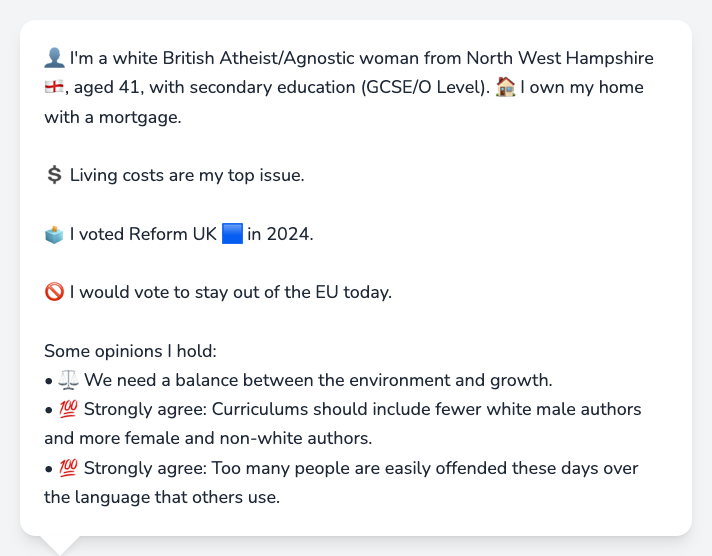 👤 I'm a white British Atheist/Agnostic woman from North West Hampshire
🏴󠁧󠁢󠁥󠁮󠁧󠁿, aged 41, with secondary education (GCSE/O Level). 🏠 I own my home
with a mortgage.
💲 Living costs are my top issue.
🗳️ I voted Reform UK 🟦 in 2024.
🚫 I would vote to stay out of the EU today.
Some opinions I hold:
• ⚖️ We need a balance between the environment and growth.
• 💯 Strongly agree: Curriculums should include fewer white male authors
and more female and non-white authors.
• 💯 Strongly agree: Too many people are easily offended these days over
the language that others use.